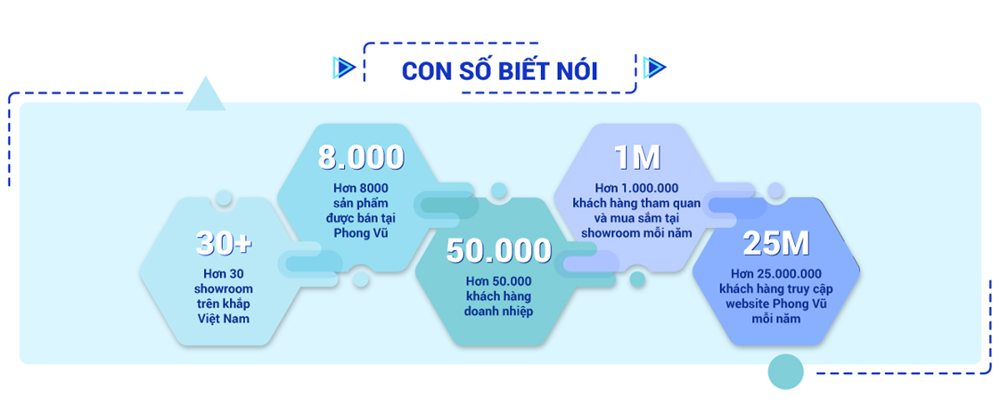 CON SỐ BIẾT NÓI
30+
Hơn 30
showroom
trên khắp
Việt Nam
8.000
Hơn 8000
sản phẩm
được bán tại
Phong Vũ
50.000
Hơn 50.000
khách hàng
doanh nhiệp
1M
Hơn 1.000.000
khách hàng tham quan
và mua sắm tại
showroom mỗi năm
25M
Hơn 25.000.000
khách hàng truy cập
website Phong Vũ
mỗi năm